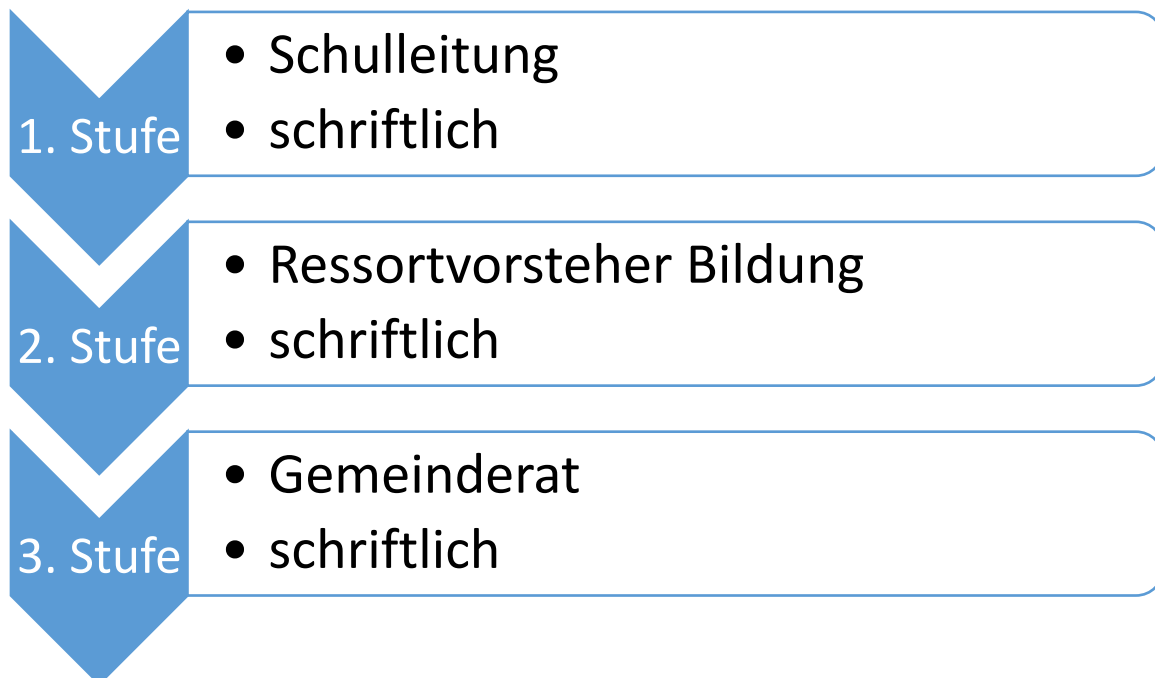 1. Stufe
• Schulleitung
• schriftlich
2. Stufe
• Ressortvorsteher Bildung
• schriftlich
3. Stufe
• Gemeinderat
• schriftlich